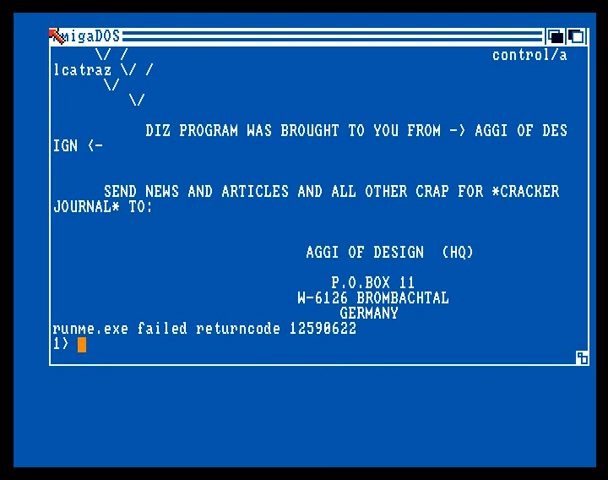 AmigaDOS
\/ / control/a
lcatraz \/ /
\/
\/
DIZ PROGRAM WAS BROUGHT TO YOU FROM -> AGGI OF DES
IGN <-
SEND NEWS AND ARTICLES AND ALL OTHER CRAP FOR *CRACKER
JOURNAL* TO:
AGGI OF DESIGN (HQ)
P.O.BOX 11
W-6126 BROMBACHTAL
GERMANY
runme.exe failed returncode 12590622
1>